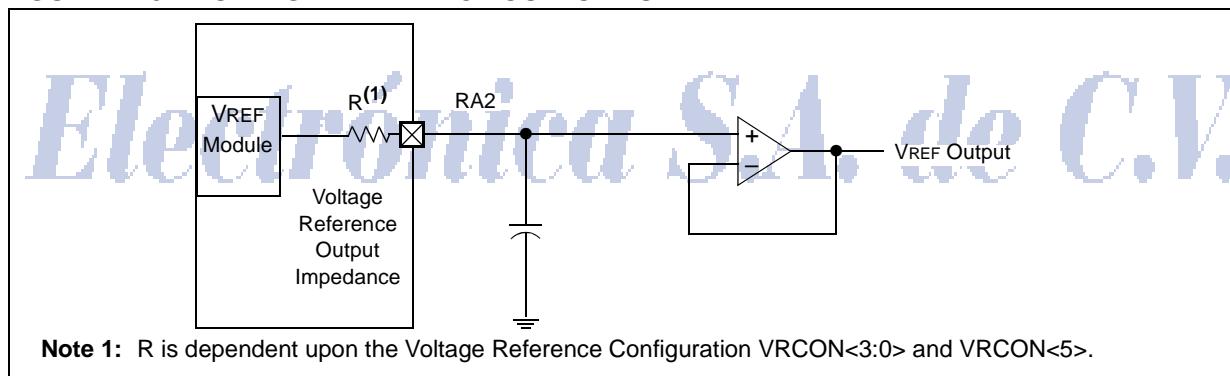 Electrónica S.A. de C.V.
VREF
Module
R(1)
RA2
+
–
VREF Output
Voltage
Reference
Output
Impedance
Note 1: R is dependent upon the Voltage Reference Configuration VRCON<3:0> and VRCON<5>.